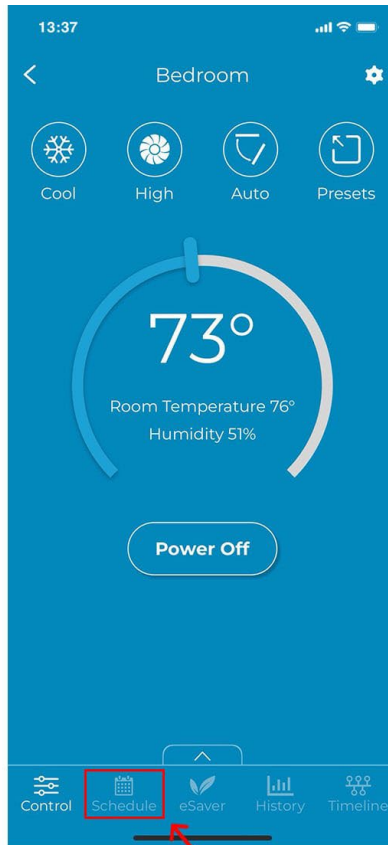 13:37
Bedroom
Cool High Auto Presets
73°
Room Temperature 76°
Humidity 51%
Power Off
Control Schedule eSaver History Timeline